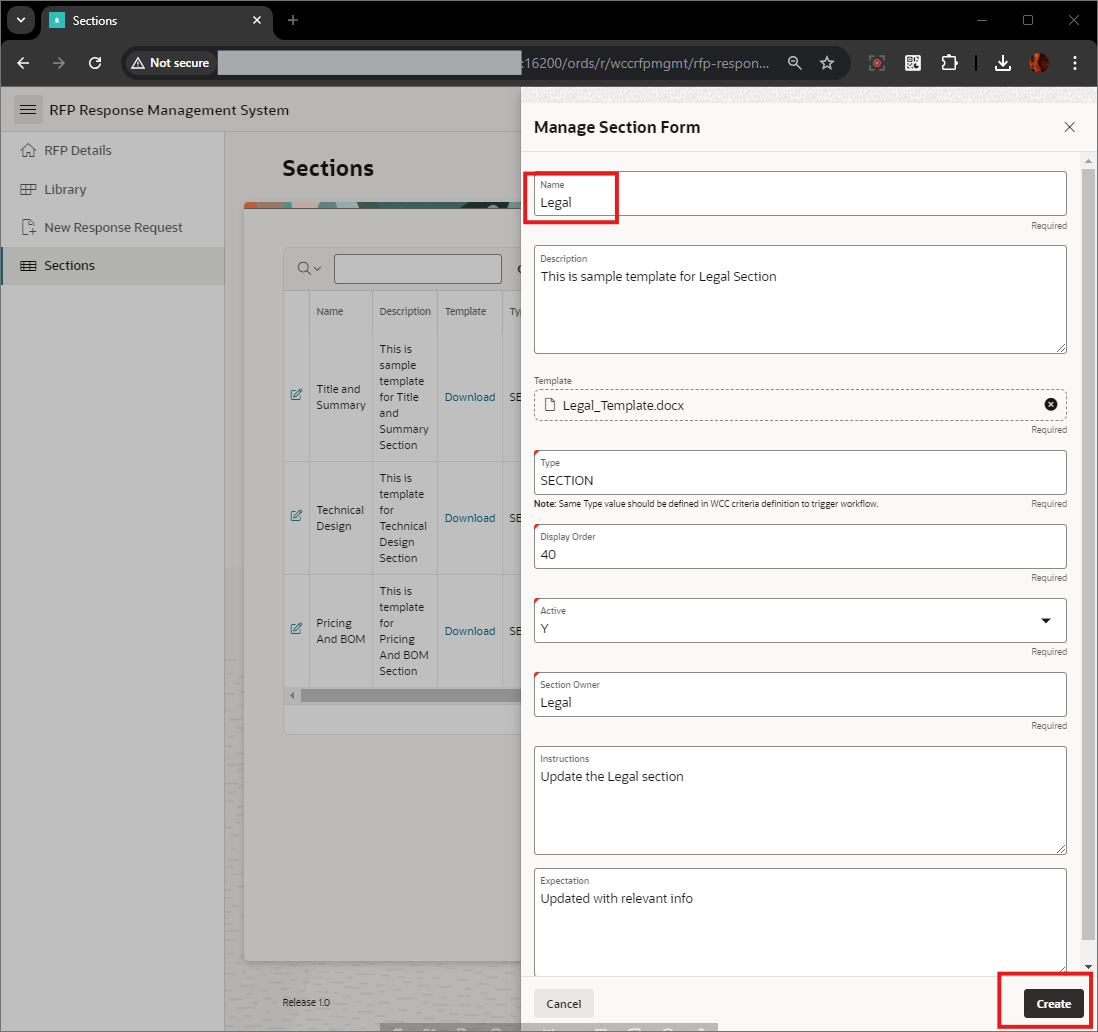 Sections
Not secure
:16200/ords/r/wccrfpmgmt/rfp-respon...
RFP Response Management System
RFP Details
Library
New Response Request
Sections
Sections
Name
Description
Template
Title and
Summary
This is
sample
template
for Title
and
Summary
Section
Download
SE
Technical
Design
This is
template
for
Technical
Design
Section
Download
SE
Pricing
And BOM
This is
template
for
Pricing
And BOM
Section
Download
SE
Release 1.0
Manage Section Form
Name
Legal
Required
Description
This is sample template for Legal Section
Template
Legal_Template.docx
Required
Type
SECTION
Note: Same Type value should be defined in WCC criteria definition to trigger workflow.
Required
Display Order
40
Required
Active
Y
Required
Section Owner
Legal
Required
Instructions
Update the Legal section
Expectation
Updated with relevant info
Cancel
Create